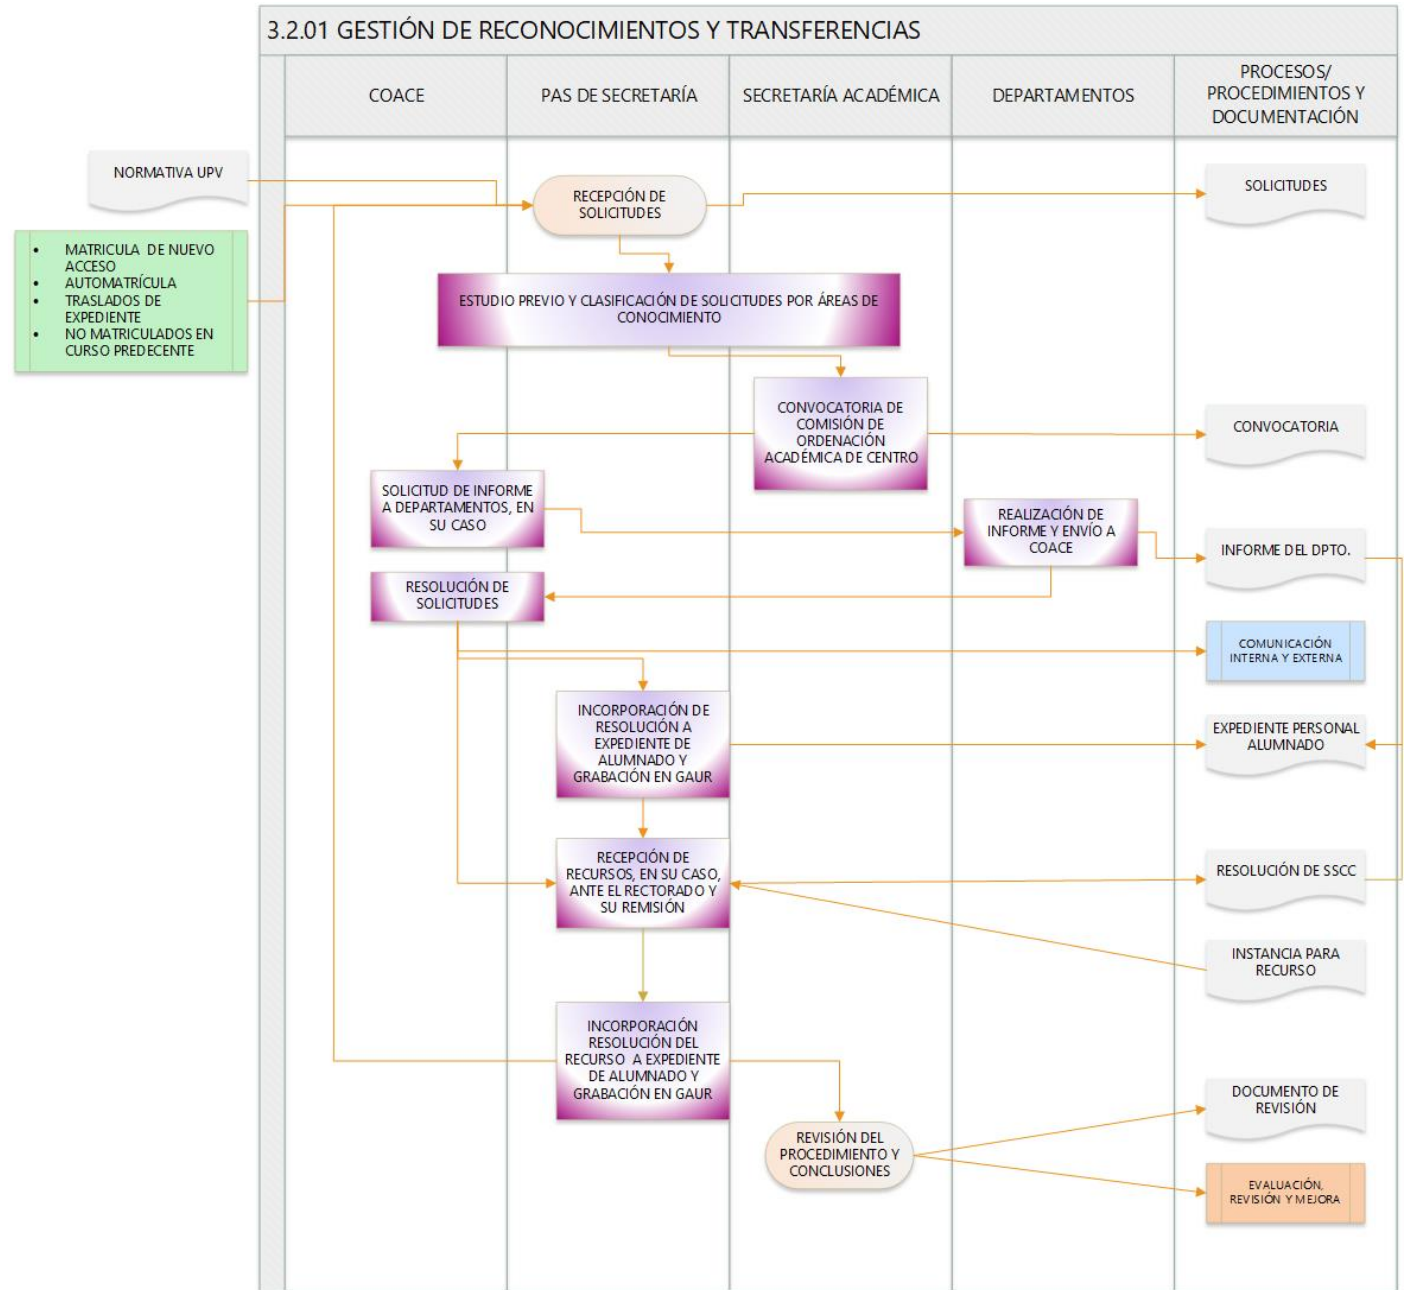 3.2.01 GESTIÓN DE RECONOCIMIENTOS Y TRANSFERENCIAS
COACE
PAS DE SECRETARÍA
SECRETARÍA ACADÉMICA
DEPARTAMENTOS
PROCESOS/
PROCEDIMIENTOS Y
DOCUMENTACIÓN
NORMATIVA UPV
RECEPCIÓN DE
SOLICITUDES
SOLICITUDES
• MATRICULA DE NUEVO
ACCESO
• AUTOMATRÍCULA
• TRASLADOS DE
EXPEDIENTE
• NO MATRICULADOS EN
CURSO PREDECENTE
ESTUDIO PREVIO Y CLASIFICACIÓN DE SOLICITUDES POR ÁREAS DE
CONOCIMIENTO
CONVOCATORIA DE
COMISIÓN DE
ORDENACIÓN
ACADÉMICA DE CENTRO
CONVOCATORIA
SOLICITUD DE INFORME
A DEPARTAMENTOS, EN
SU CASO
REALIZACIÓN DE
INFORME Y ENVÍO A
COACE
INFORME DEL DPTO.
RESOLUCIÓN DE
SOLICITUDES
COMUNICACIÓN
INTERNA Y EXTERNA
INCORPORACIÓN DE
RESOLUCIÓN A
EXPEDIENTE DE
ALUMNADO Y
GRABACIÓN EN GAUR
EXPEDIENTE PERSONAL
ALUMNADO
RECEPCIÓN DE
RECURSOS, EN SU CASO,
ANTE EL RECTORADO Y
SU REMISIÓN
RESOLUCIÓN DE SSCC
INSTANCIA PARA
RECURSO
INCORPORACIÓN
RESOLUCIÓN DEL
RECURSO A EXPEDIENTE
DE ALUMNADO Y
GRABACIÓN EN GAUR
REVISIÓN DEL
PROCEDIMIENTO Y
CONCLUSIONES
DOCUMENTO DE
REVISIÓN
EVALUACIÓN,
REVISIÓN Y MEJORA